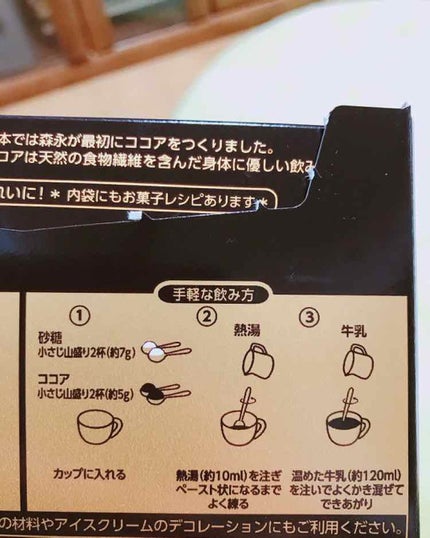 本では森永が最初にココアをつくりました。
コアは天然の食物繊維を含んだ身体に優しい飲み
れいに！* 内袋にもお菓子レシピあります*
手軽な飲み方
①
砂糖
小さじ山盛り2杯(約7g)
ココア
小さじ山盛り2杯(約5g)
カップに入れる
②
熱湯
熱湯(約10ml)を注ぎ
ペースト状になるまで
よく練る
③
牛乳
温めた牛乳(約120ml)
を注いでよくかき混ぜて
できあがり
の材料やアイスクリームのデコレーションにもご利用ください。